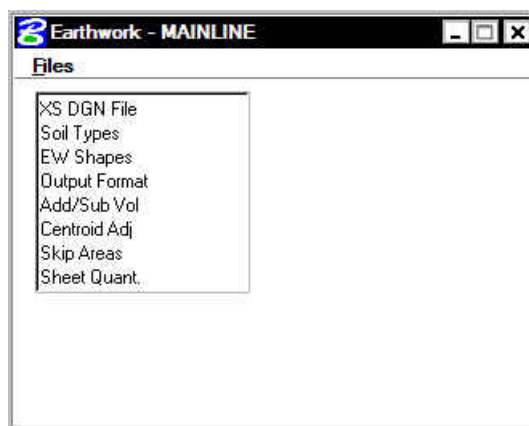 Earthwork - MAINLINE
Files
XS DGN File
Soil Types
EW Shapes
Output Format
Add/Sub Vol
Centroid Adj
Skip Areas
Sheet Quant.